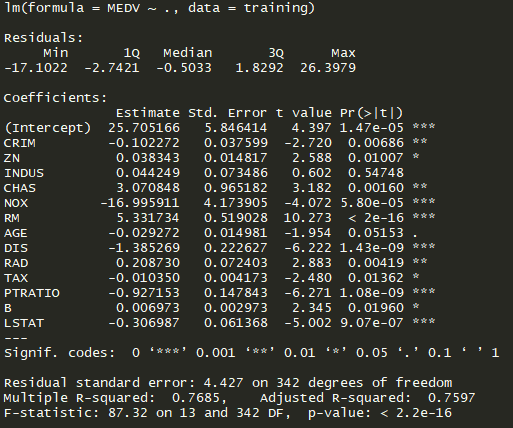 lm(formula = MEDV ~ ., data = training)
Residuals:
Min 1Q Median 3Q Max
-17.1022 -2.7421 -0.5033 1.8292 26.3979
Coefficients:
Estimate Std. Error t value Pr(>|t|)
(Intercept) 25.705166 5.846414 4.397 1.47e-05 ***
CRIM -0.102272 0.037599 -2.720 0.00686 **
ZN 0.038343 0.014817 2.588 0.01007 *
INDUS 0.044249 0.073486 0.602 0.54748
CHAS 3.070848 0.965182 3.182 0.00160 **
NOX -16.995911 4.173905 -4.072 5.80e-05 ***
RM 5.331734 0.519028 10.273 < 2e-16 ***
AGE -0.029272 0.014981 -1.954 0.05153 .
DIS -1.385269 0.222627 -6.222 1.43e-09 ***
RAD 0.208730 0.072403 2.883 0.00419 **
TAX -0.010350 0.004173 -2.480 0.01362 *
PTRATIO -0.927153 0.147843 -6.271 1.08e-09 ***
B 0.006973 0.002973 2.345 0.01960 *
LSTAT -0.306987 0.061368 -5.002 9.07e-07 ***
---
Signif. codes: 0 ‘***’ 0.001 ‘**’ 0.01 ‘*’ 0.05 ‘.’ 0.1 ‘ ’ 1
Residual standard error: 4.427 on 342 degrees of freedom
Multiple R-squared: 0.7685, Adjusted R-squared: 0.7597
F-statistic: 87.32 on 13 and 342 DF, p-value: < 2.2e-16